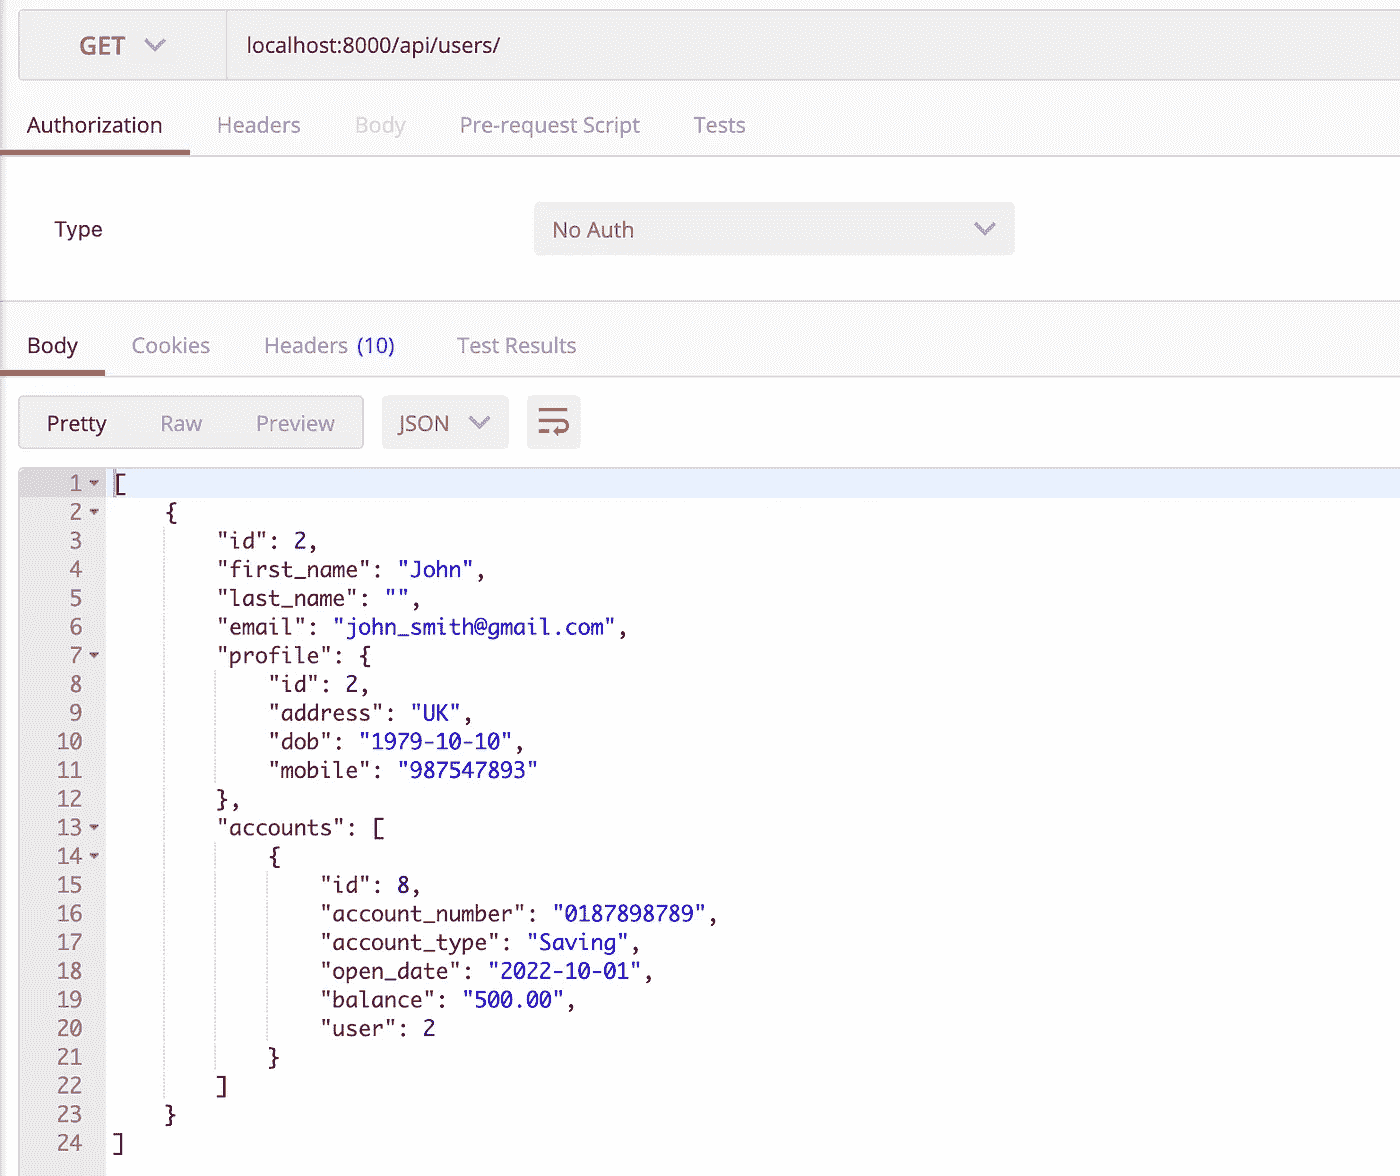 GET localhost:8000/api/users/
Authorization Headers Body Pre-request Script Tests
Type No Auth
Body Cookies Headers (10) Test Results
Pretty Raw Preview JSON
1 [
2 {
3 "id": 2,
4 "first_name": "John",
5 "last_name": "",
6 "email": "john_smith@gmail.com",
7 "profile": {
8 "id": 2,
9 "address": "UK",
10 "dob": "1979-10-10",
11 "mobile": "987547893"
12 },
13 "accounts": [
14 {
15 "id": 8,
16 "account_number": "0187898789",
17 "account_type": "Saving",
18 "open_date": "2022-10-01",
19 "balance": "500.00",
20 "user": 2
21 }
22 ]
23 }
24 ]